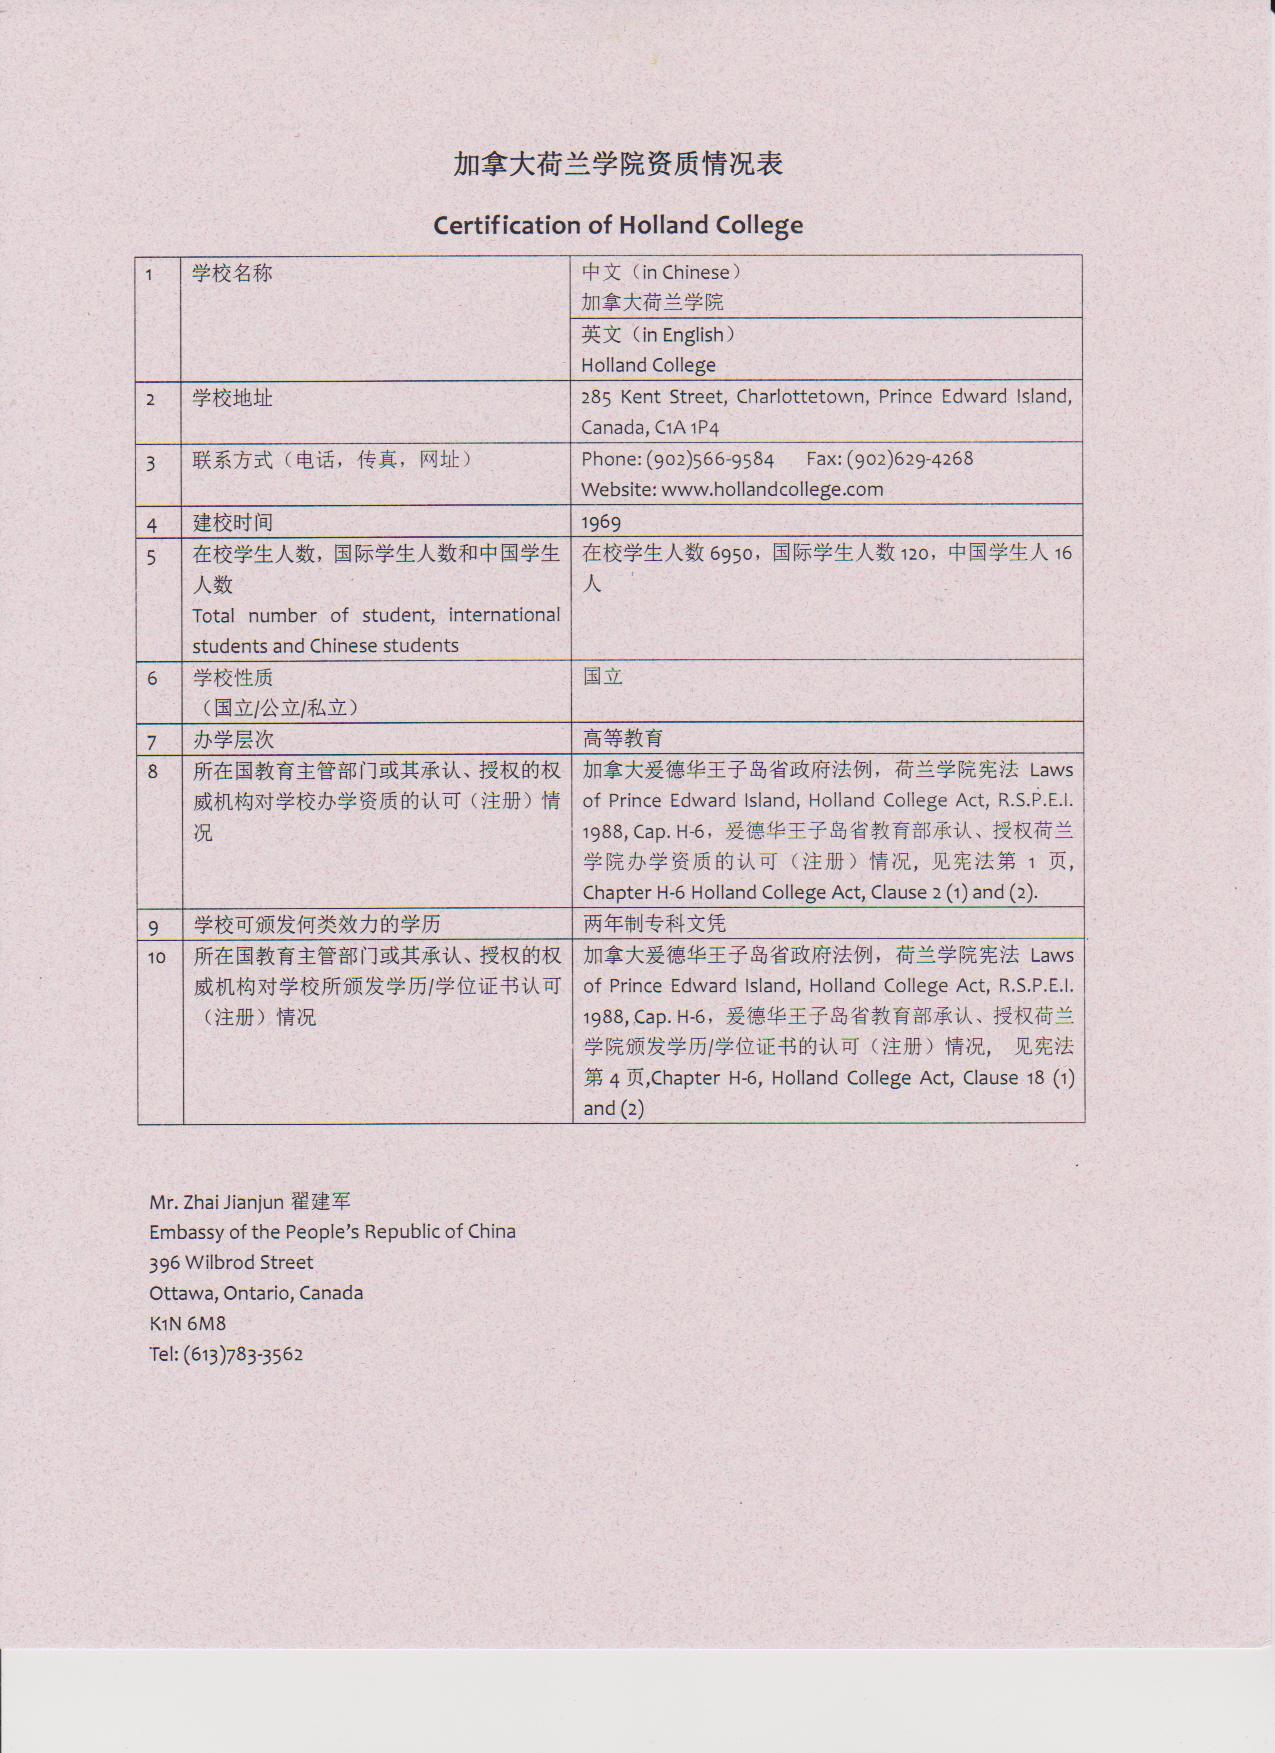 加拿大荷兰学院资质情况表
Certification of Holland College
1 学校名称 中文（in Chinese）
加拿大荷兰学院
英文（in English）
Holland College
2 学校地址 285 Kent Street, Charlottetown, Prince Edward Island,
Canada, C1A 1P4
3 联系方式（电话，传真，网址） Phone: (902)566-9584 Fax: (902)629-4268
Website: www.hollandcollege.com
4 建校时间 1969
5 在校学生人数，国际学生人数和中国学生
人数
Total number of student, international
students and Chinese students
在校学生人数 6950，国际学生人数 120，中国学生人 16
人
6 学校性质
（国立/公立/私立）
国立
7 办学层次 高等教育
8 所在国教育主管部门或其承认、授权的权
威机构对学校办学资质的认可（注册）情
况
加拿大爱德华王子岛省政府法例，荷兰学院宪法 Laws
of Prince Edward Island, Holland College Act, R.S.P.E.I.
1988, Cap. H-6，爱德华王子岛省教育部承认、授权荷兰
学院办学资质的认可（注册）情况, 见宪法第 1 页,
Chapter H-6 Holland College Act, Clause 2 (1) and (2).
9 学校可颁发何类效力的学历 两年制专科文凭
10 所在国教育主管部门或其承认、授权的权
威机构对学校所颁发学历/学位证书认可
（注册）情况
加拿大爱德华王子岛省政府法例，荷兰学院宪法 Laws
of Prince Edward Island, Holland College Act, R.S.P.E.I.
1988, Cap. H-6，爱德华王子岛省教育部承认、授权荷兰
学院颁发学历/学位证书的认可（注册）情况, 见宪法
第 4 页,Chapter H-6, Holland College Act, Clause 18 (1)
and (2)
Mr. Zhai Jianjun 翟建军
Embassy of the People’s Republic of China
396 Wilbrod Street
Ottawa, Ontario, Canada
K1N 6M8
Tel: (613)783-3562